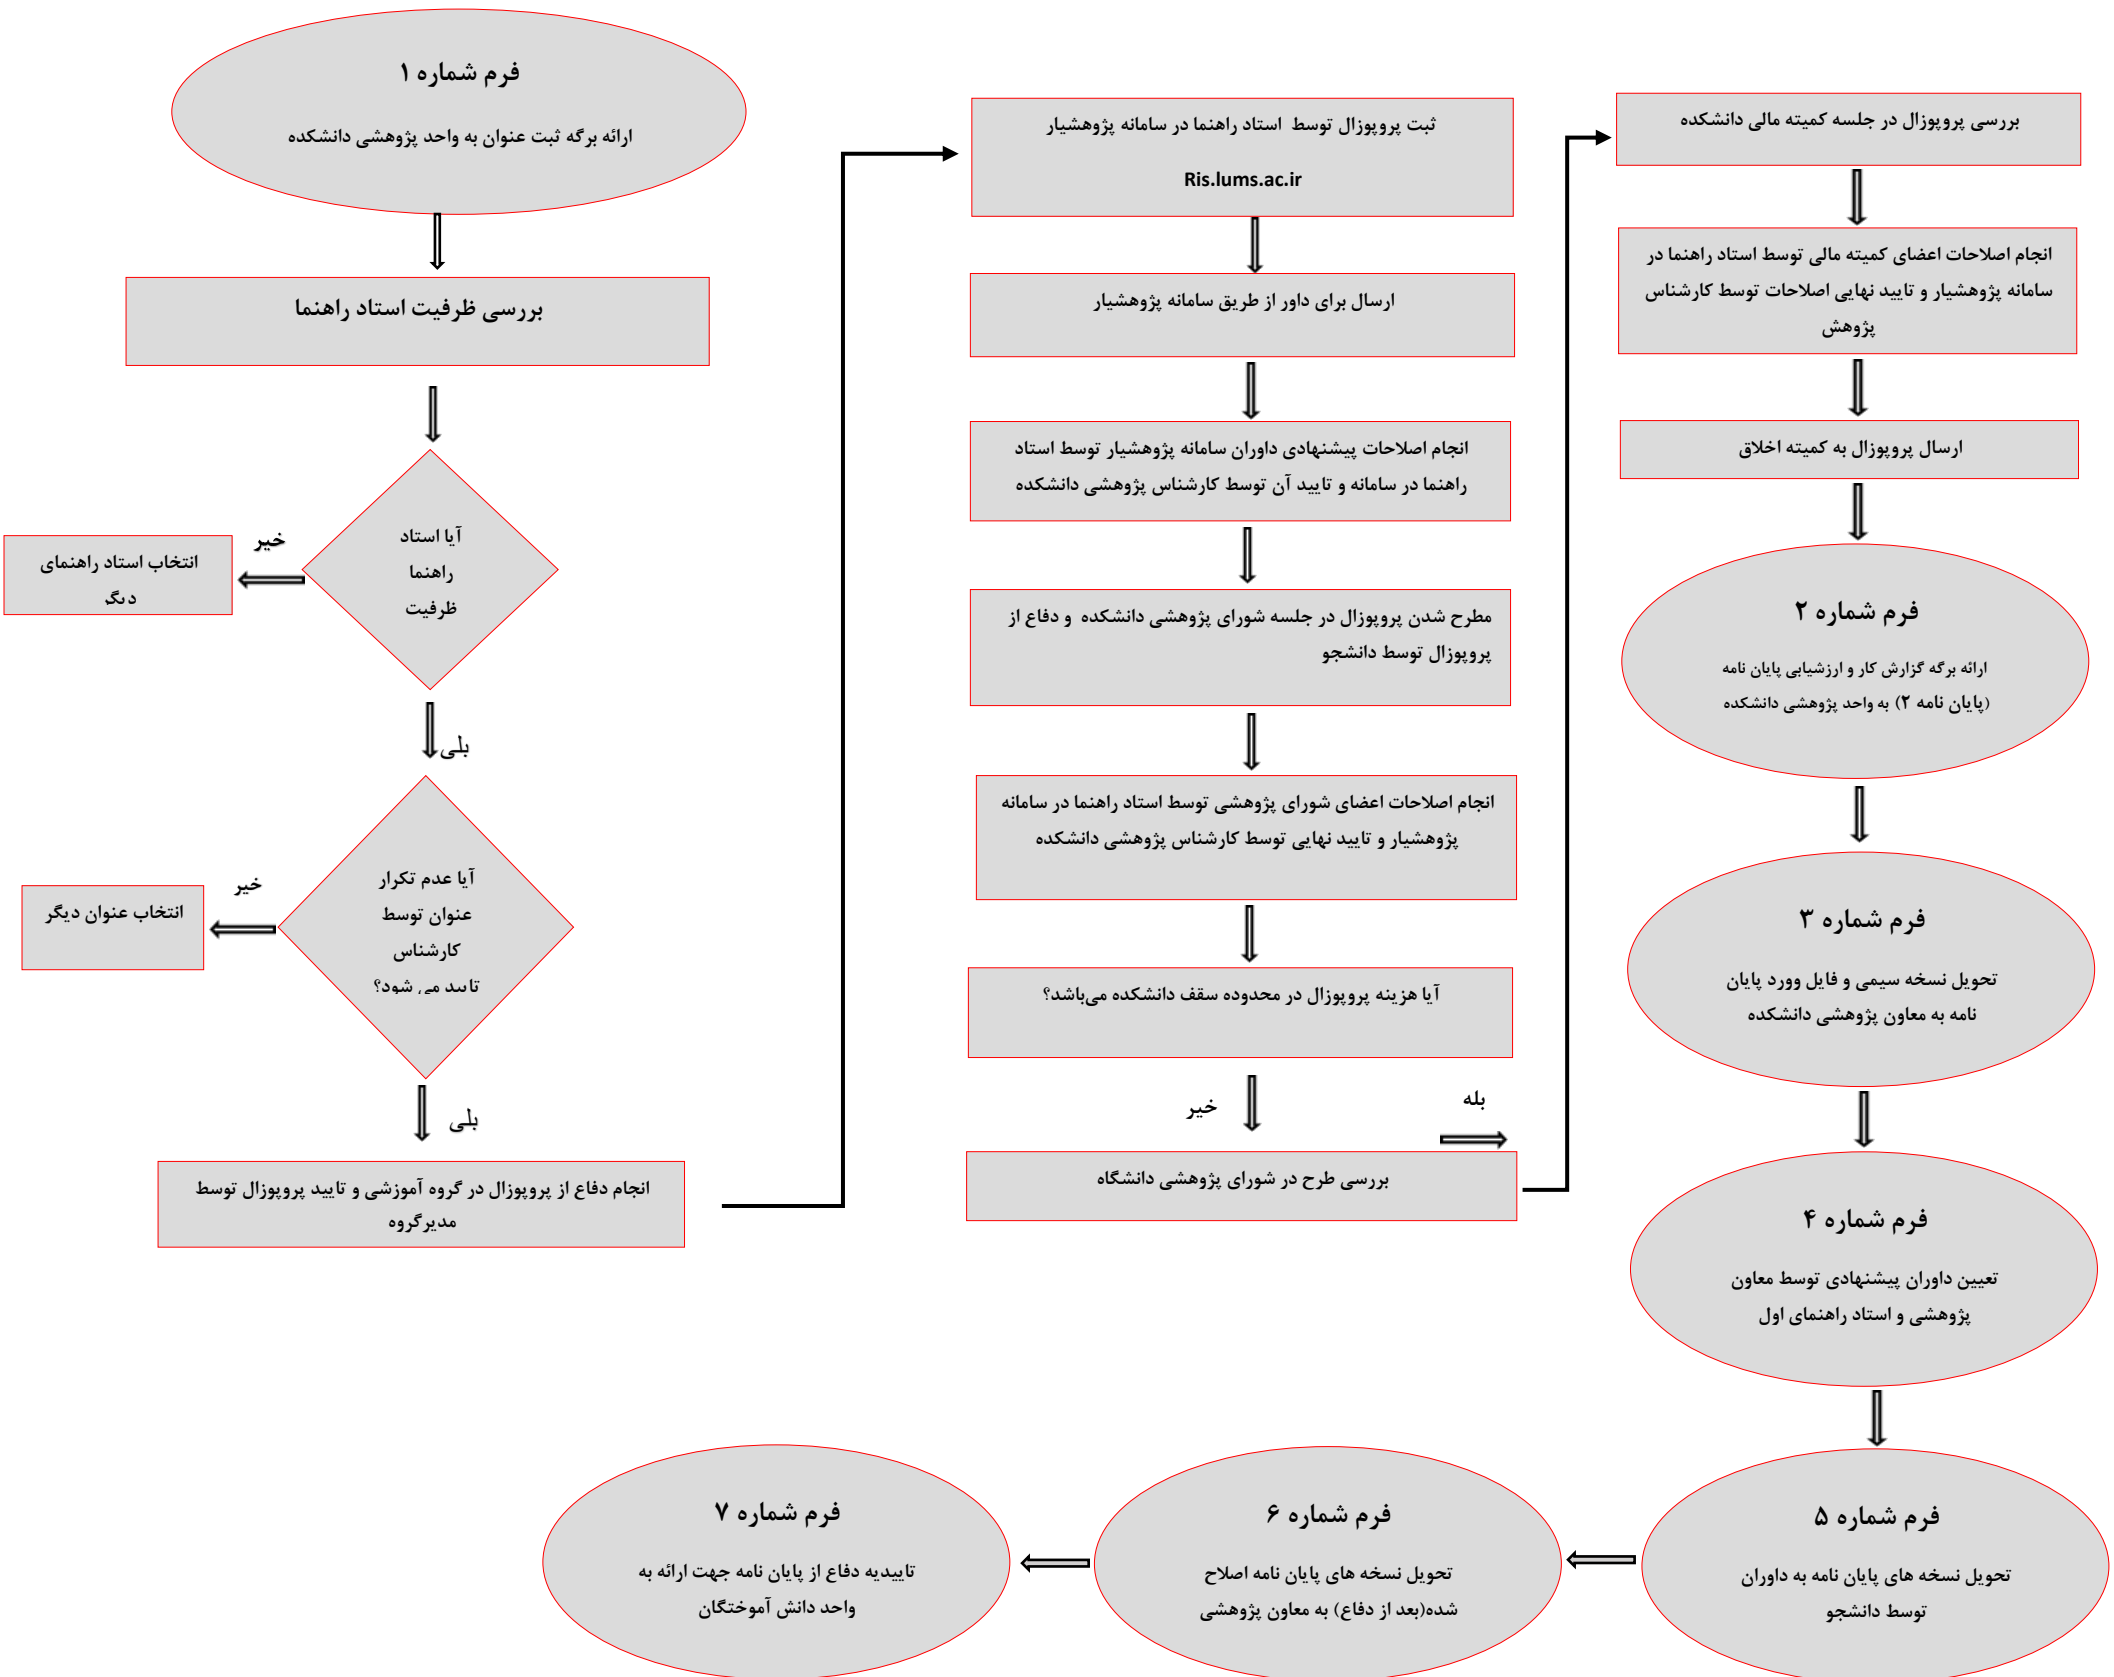 فرم شماره ۱
ارائه برگه ثبت عنوان به واحد پژوهشی دانشکده
بررسی ظرفیت استاد راهنما
آیا استاد
راهنما
ظرفیت
خیر
انتخاب استاد راهنمای
دیگر
بلی
آیا عدم تکرار
عنوان توسط
کارشناس
تایید می شود؟
خیر
انتخاب عنوان دیگر
بلی
انجام دفاع از پروپوزال در گروه آموزشی و تایید پروپوزال توسط
مدیرگروه
ثبت پروپوزال توسط استاد راهنما در سامانه پژوهشیار
Ris.lums.ac.ir
ارسال برای داور از طریق سامانه پژوهشیار
انجام اصلاحات پیشنهادی داوران سامانه پژوهشیار توسط استاد
راهنما در سامانه و تایید آن توسط کارشناس پژوهشی دانشکده
مطرح شدن پروپوزال در جلسه شورای پژوهشی دانشکده و دفاع از
پروپوزال توسط دانشجو
انجام اصلاحات اعضای شورای پژوهشی توسط استاد راهنما در سامانه
پژوهشیار و تایید نهایی توسط کارشناس پژوهشی دانشکده
آیا هزینه پروپوزال در محدوده سقف دانشکده می‌باشد؟
خیر
بله
بررسی طرح در شورای پژوهشی دانشگاه
بررسی پروپوزال در جلسه کمیته مالی دانشکده
انجام اصلاحات اعضای کمیته مالی توسط استاد راهنما در
سامانه پژوهشیار و تایید نهایی اصلاحات توسط کارشناس
پژوهش
ارسال پروپوزال به کمیته اخلاق
فرم شماره ۲
ارائه برگه گزارش کار و ارزشیابی پایان نامه
(پایان نامه ۲) به واحد پژوهشی دانشکده
فرم شماره ۳
تحویل نسخه سیمی و فایل وورد پایان
نامه به معاون پژوهشی دانشکده
فرم شماره ۴
تعیین داوران پیشنهادی توسط معاون
پژوهشی و استاد راهنمای اول
فرم شماره ۵
تحویل نسخه های پایان نامه به داوران
توسط دانشجو
فرم شماره ۶
تحویل نسخه های پایان نامه اصلاح
شده(بعد از دفاع) به معاون پژوهشی
فرم شماره ۷
تاییدیه دفاع از پایان نامه جهت ارائه به
واحد دانش آموختگان